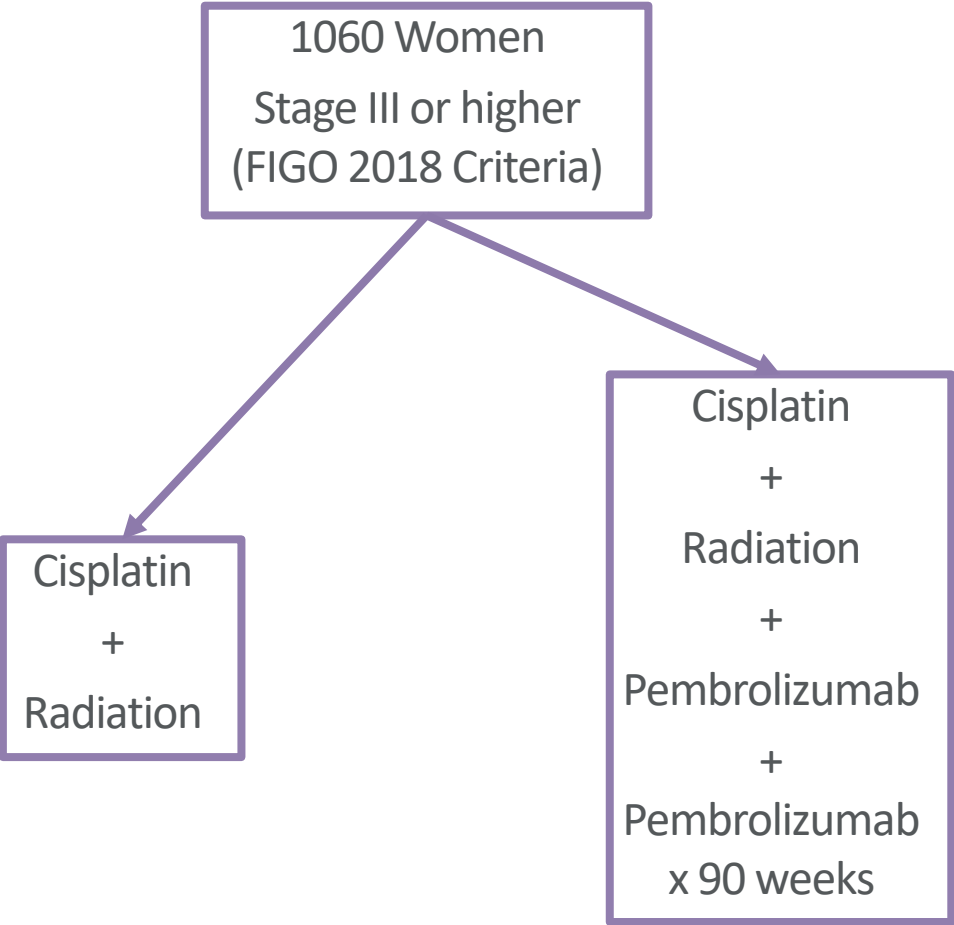 1060 Women
Stage III or higher
(FIGO 2018 Criteria)
Cisplatin
+
Radiation
Cisplatin
+
Radiation
+
Pembrolizumab
+
Pembrolizumab
x 90 weeks